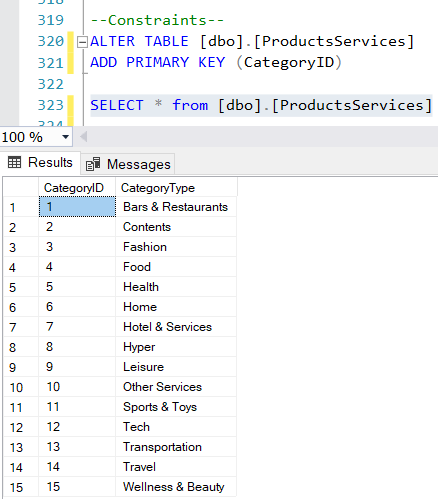 319 --Constraints--
320 ALTER TABLE [dbo].[ProductsServices]
321 ADD PRIMARY KEY (CategoryID)
322
323 SELECT * from [dbo].[ProductsServices]
100 %
Results Messages
CategoryID CategoryType
1 1 Bars & Restaurants
2 2 Contents
3 3 Fashion
4 4 Food
5 5 Health
6 6 Home
7 7 Hotel & Services
8 8 Hyper
9 9 Leisure
10 10 Other Services
11 11 Sports & Toys
12 12 Tech
13 13 Transportation
14 14 Travel
15 15 Wellness & Beauty